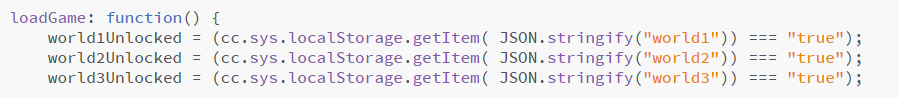 loadGame: function() {
    world1Unlocked = (cc.sys.localStorage.getItem( JSON.stringify("world1")) === "true");
    world2Unlocked = (cc.sys.localStorage.getItem( JSON.stringify("world2")) === "true");
    world3Unlocked = (cc.sys.localStorage.getItem( JSON.stringify("world3")) === "true");